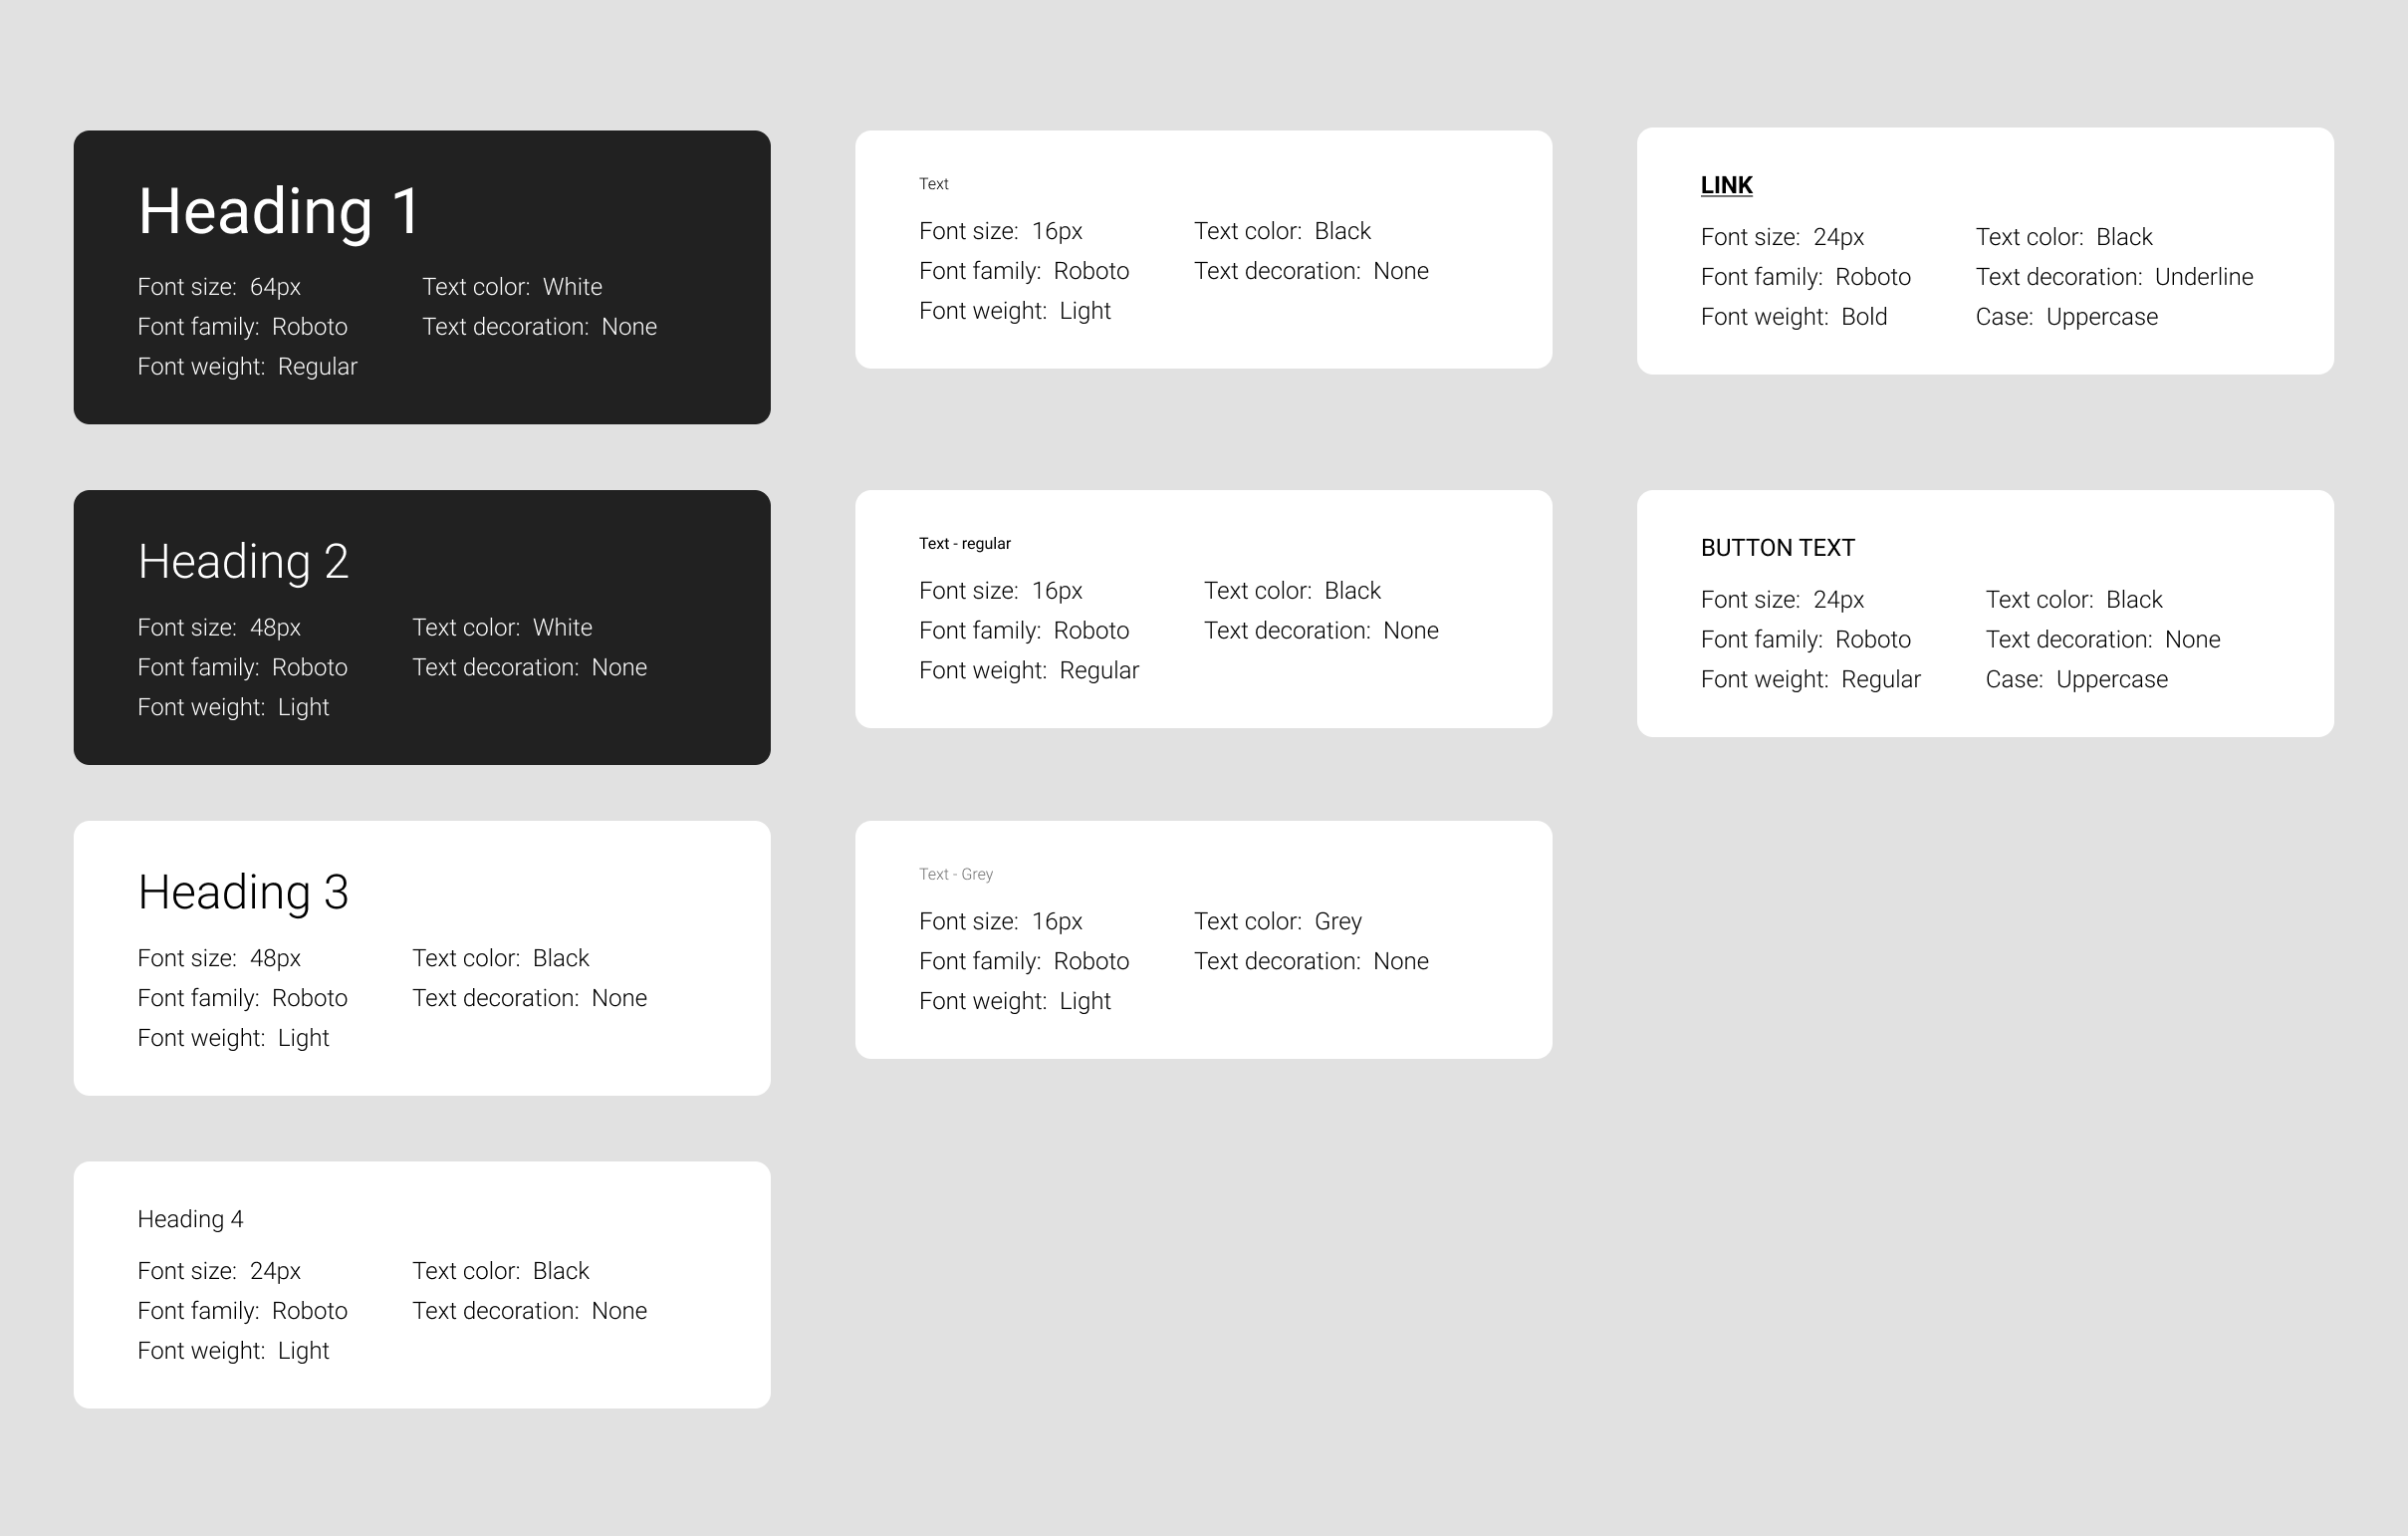 Heading 1
Font size: 64px
Font family: Roboto
Font weight: Regular
Text color: White
Text decoration: None
Heading 2
Font size: 48px
Font family: Roboto
Font weight: Light
Text color: White
Text decoration: None
Heading 3
Font size: 48px
Font family: Roboto
Font weight: Light
Text color: Black
Text decoration: None
Heading 4
Font size: 24px
Font family: Roboto
Font weight: Light
Text color: Black
Text decoration: None
Text
Font size: 16px
Font family: Roboto
Font weight: Light
Text color: Black
Text decoration: None
Text - regular
Font size: 16px
Font family: Roboto
Font weight: Regular
Text color: Black
Text decoration: None
Text - Grey
Font size: 16px
Font family: Roboto
Font weight: Light
Text color: Grey
Text decoration: None
LINK
Font size: 24px
Font family: Roboto
Font weight: Bold
Text color: Black
Text decoration: Underline
Case: Uppercase
BUTTON TEXT
Font size: 24px
Font family: Roboto
Font weight: Regular
Text color: Black
Text decoration: None
Case: Uppercase